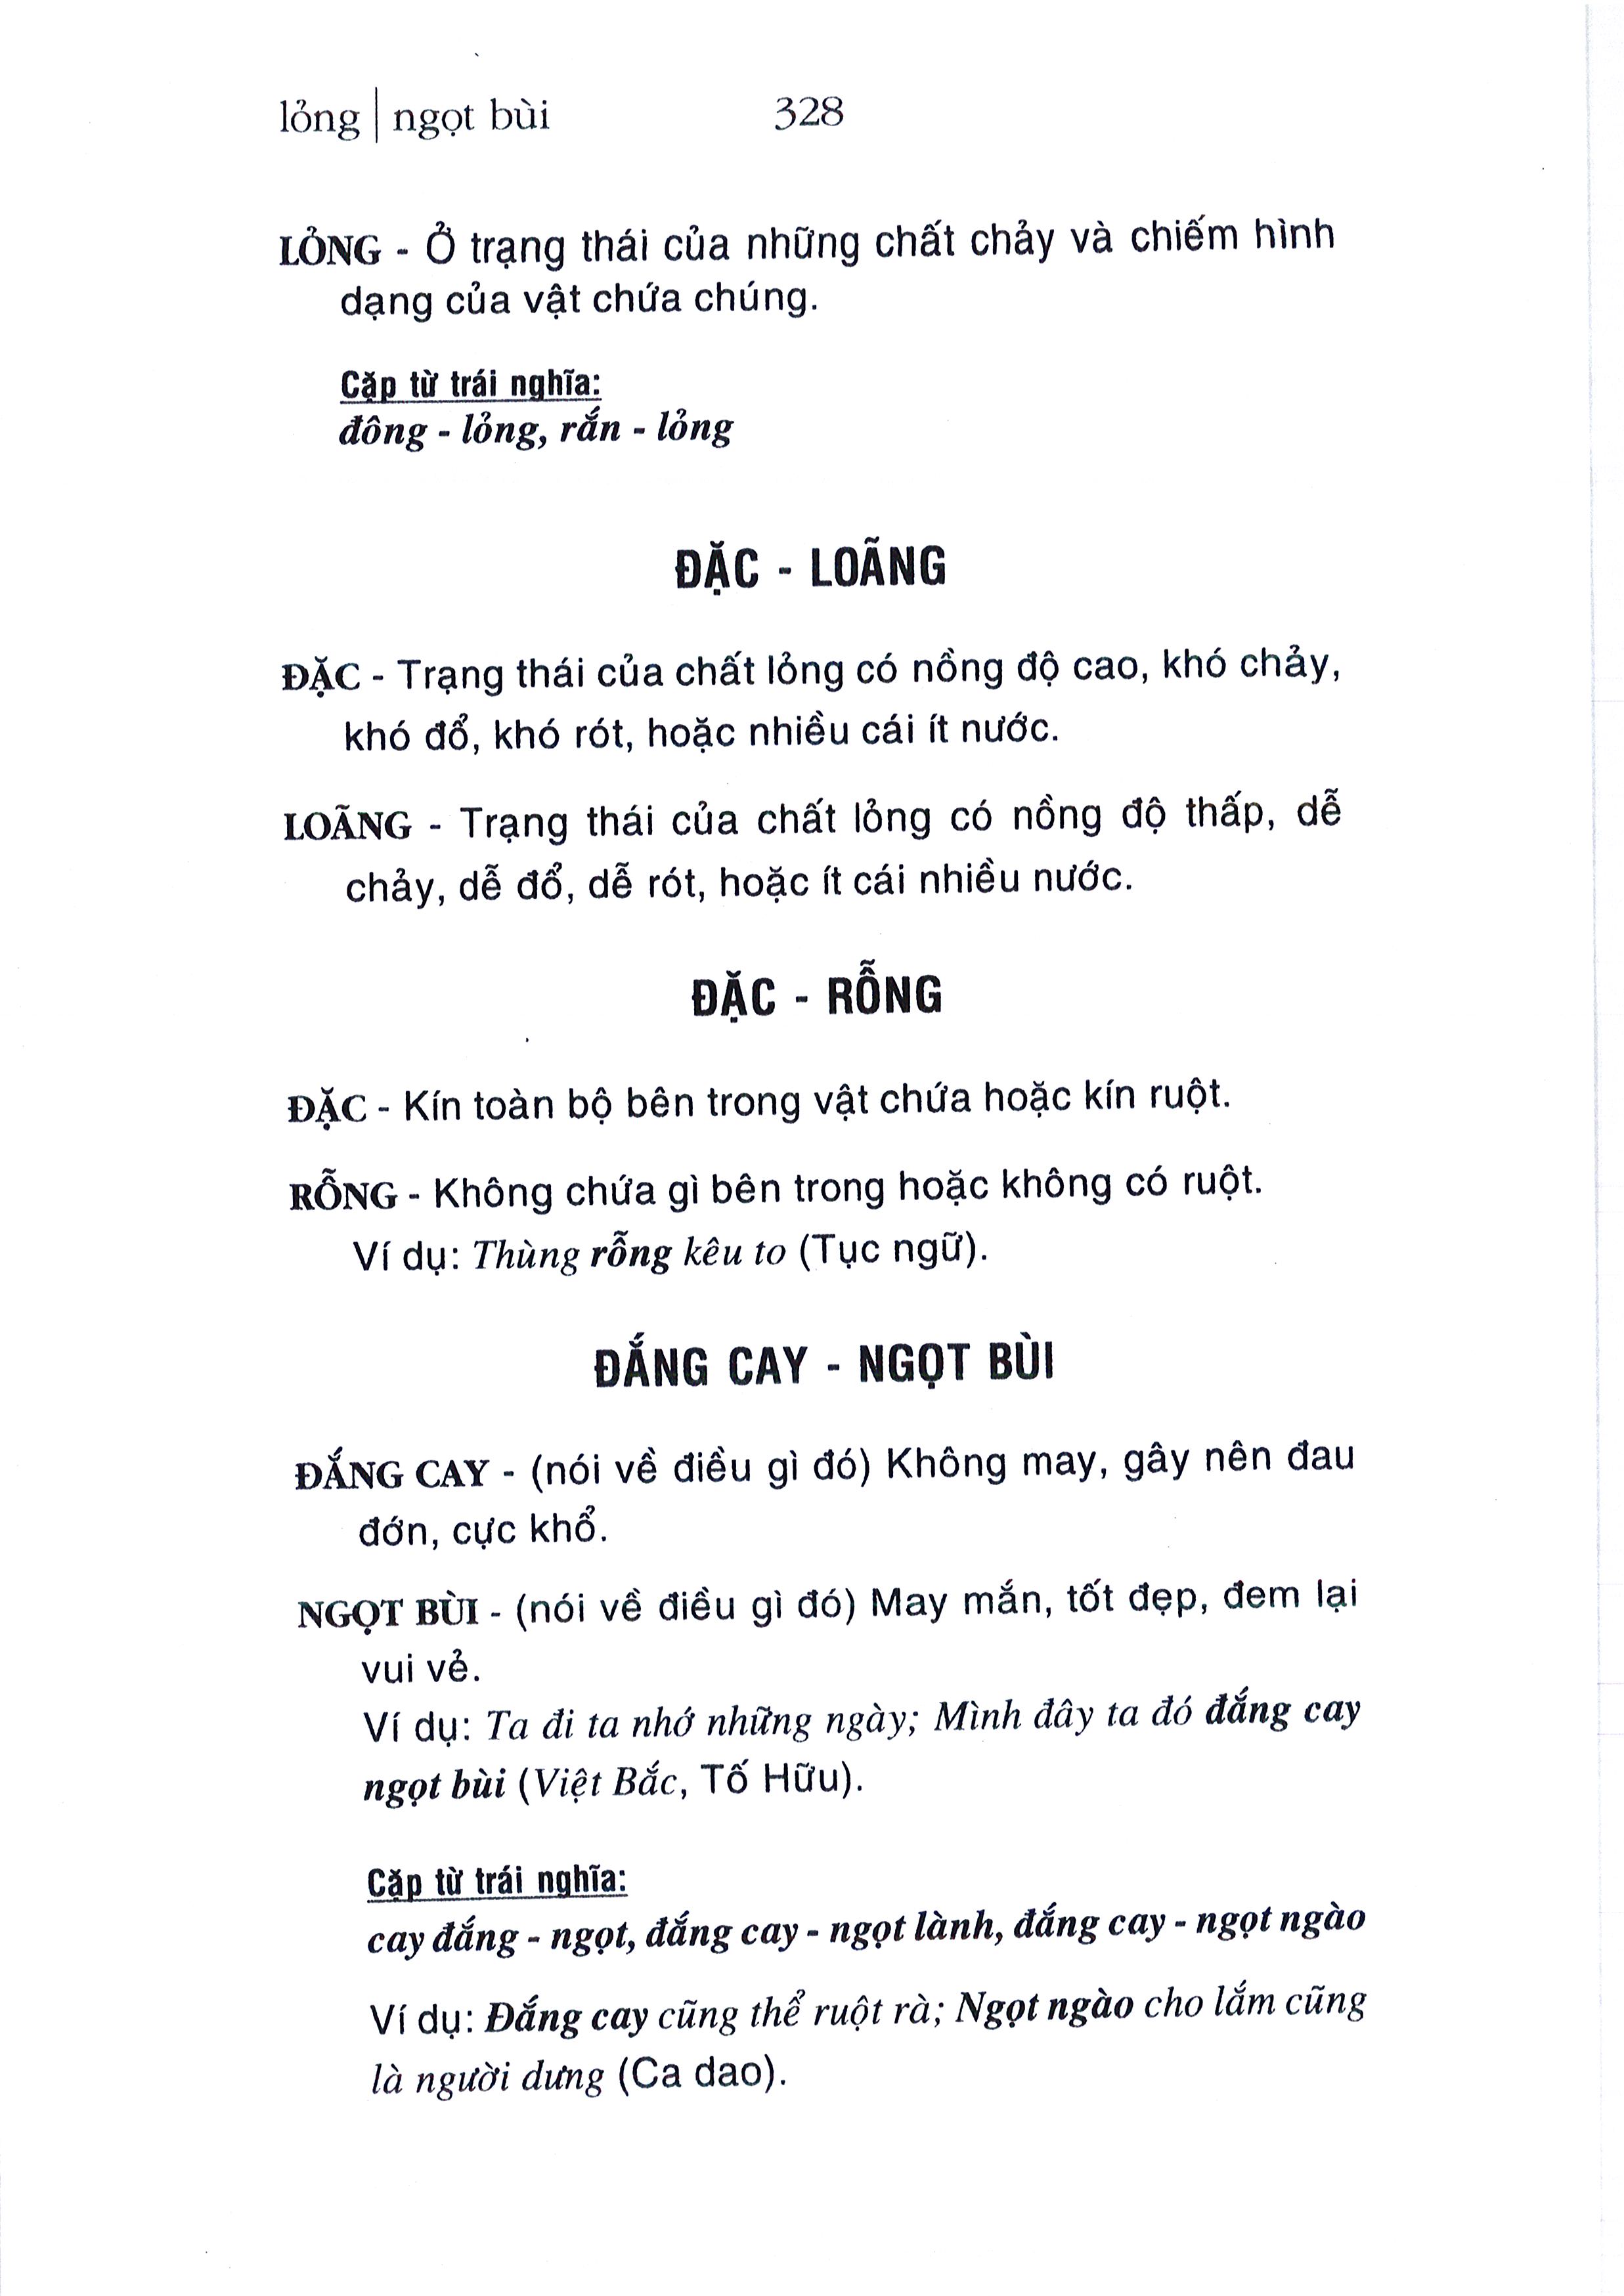 lỏng | ngọt bùi 328
LỎNG - Ở trạng thái của những chất chảy và chiếm hình
dạng của vật chứa chúng.
Cặp từ trái nghĩa:
đông - lỏng, rắn - lỏng
ĐẶC - LOÃNG
ĐẶC - Trạng thái của chất lỏng có nồng độ cao, khó chảy,
khó đổ, khó rót, hoặc nhiều cái ít nước.
LOÃNG - Trạng thái của chất lỏng có nồng độ thấp, dễ
chảy, dễ đổ, dễ rót, hoặc ít cái nhiều nước.
ĐẶC - RỖNG
ĐẶC - Kín toàn bộ bên trong vật chứa hoặc kín ruột.
RỖNG - Không chứa gì bên trong hoặc không có ruột.
Ví dụ: Thùng rỗng kêu to (Tục ngữ).
ĐẮNG CAY - NGỌT BÙI
ĐẮNG CAY - (nói về điều gì đó) Không may, gây nên đau
đớn, cực khổ.
NGỌT BÙI - (nói về điều gì đó) May mắn, tốt đẹp, đem lại
vui vẻ.
Ví dụ: Ta đi ta nhớ những ngày; Mình đây ta đó đắng cay
ngọt bùi (Việt Bắc, Tố Hữu).
Cặp từ trái nghĩa:
cay đắng - ngọt, đắng cay - ngọt lành, đắng cay - ngọt ngào
Ví dụ: Đắng cay cũng thể ruột rà; Ngọt ngào cho lắm cũng
là người dưng (Ca dao).